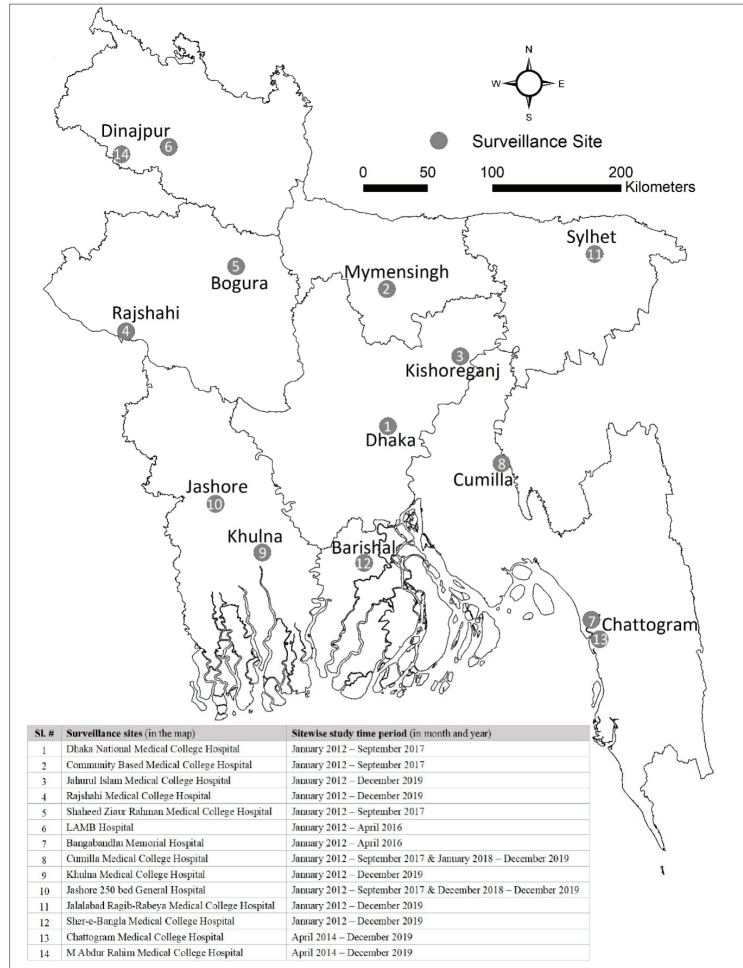 N
W E
S
Surveillance Site
0 50 100 200
Kilometers
Dinajpur
14 6
Sylhet
11
5
Bogura
Mymensingh
2
Rajshahi
4
3
Kishoreganj
1
Dhaka
8
Cumilla
Jashore
10
Khulna
9
Barishal
12
7
Chattogram
13
Sl. # Surveillance sites (in the map) Sitewise study time period (in month and year)
1 Dhaka National Medical College Hospital January 2012 – September 2017
2 Community Based Medical College Hospital January 2012 – September 2017
3 Jahurul Islam Medical College Hospital January 2012 – December 2019
4 Rajshahi Medical College Hospital January 2012 – December 2019
5 Shaheed Ziaur Rahman Medical College Hospital January 2012 – September 2017
6 LAMB Hospital January 2012 – April 2016
7 Bangabandhu Memorial Hospital January 2012 – April 2016
8 Cumilla Medical College Hospital January 2012 – September 2017 & January 2018 – December 2019
9 Khulna Medical College Hospital January 2012 – December 2019
10 Jashore 250 bed General Hospital January 2012 – September 2017 & December 2018 – December 2019
11 Jalalabad Ragib-Rabeya Medical College Hospital January 2012 – December 2019
12 Sher-e-Bangla Medical College Hospital January 2012 – December 2019
13 Chattogram Medical College Hospital April 2014 – December 2019
14 M Abdur Rahim Medical College Hospital April 2014 – December 2019